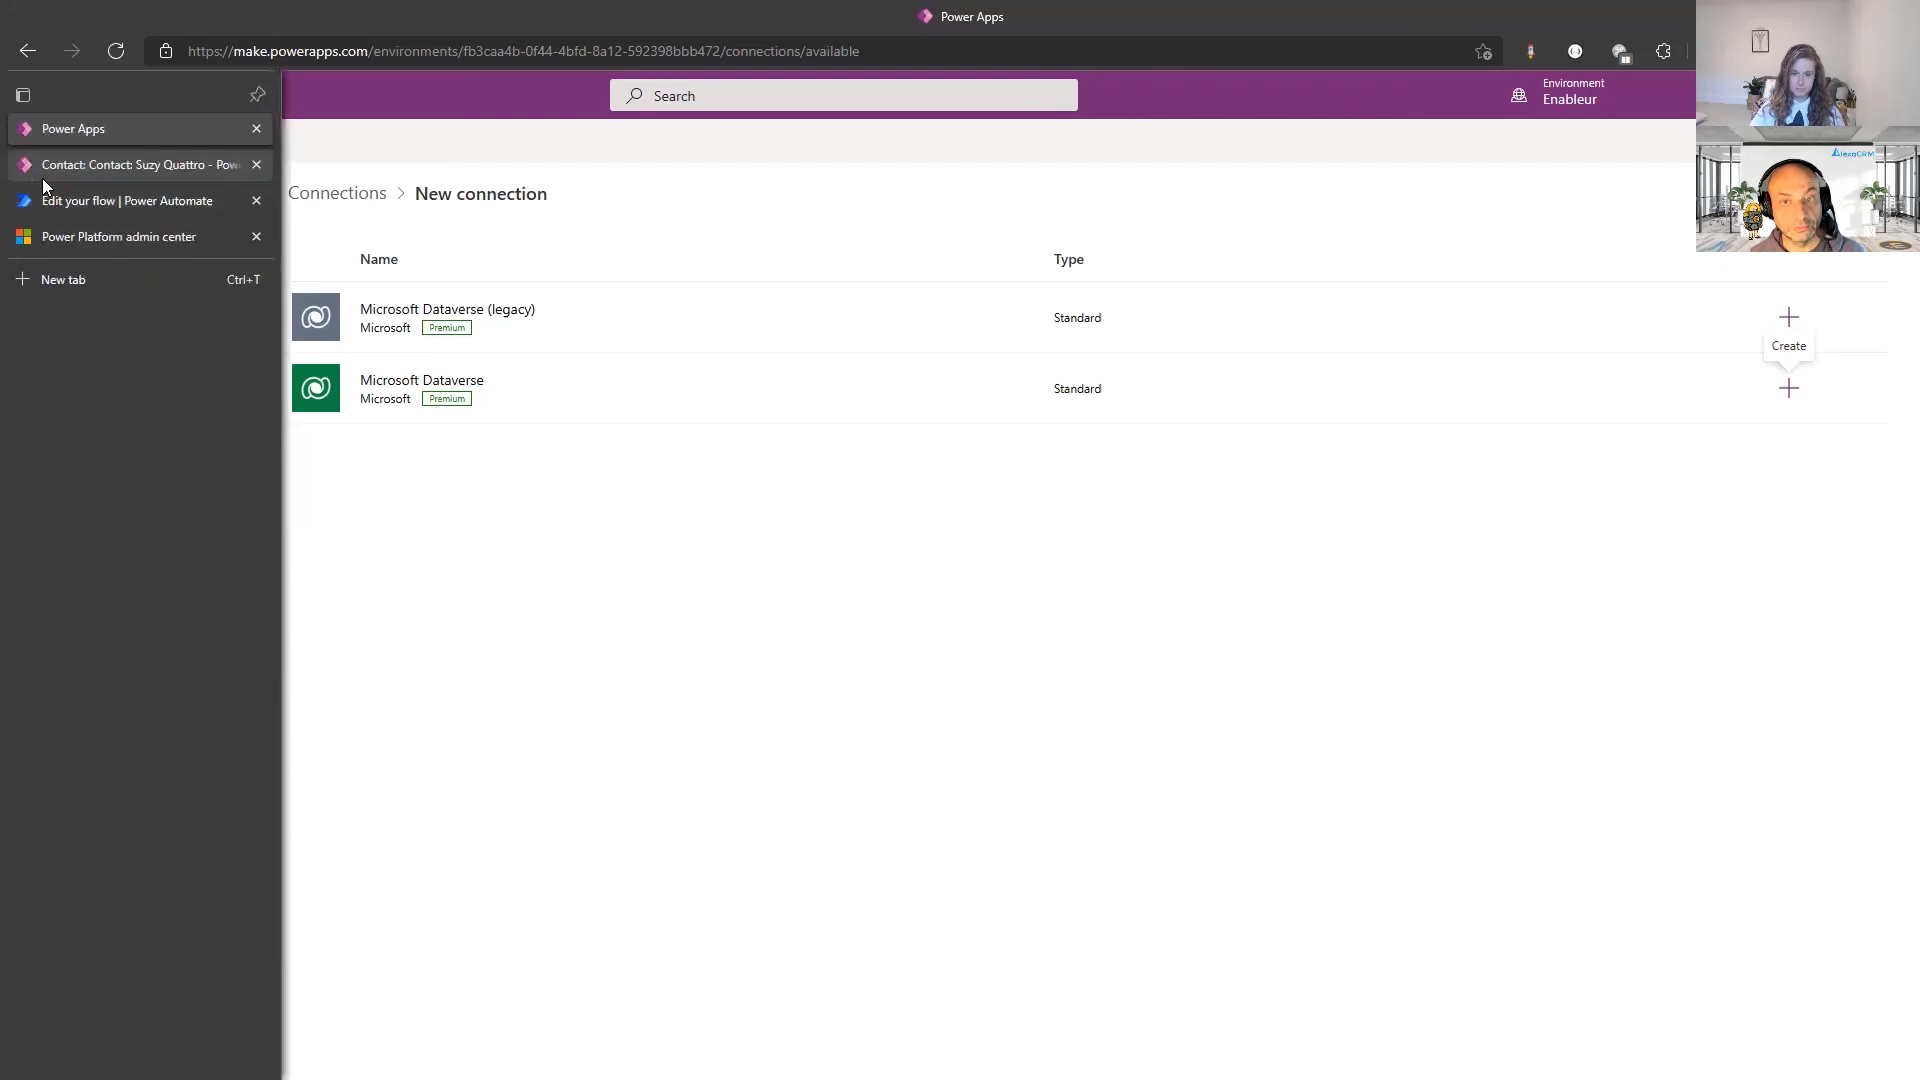 Power Apps
https://make.powerapps.com/environments/fb3caa4b-0f44-4bfd-8a12-592398bbb472/connections/available
Search
Environment
Enableur
Power Apps
Contact: Contact: Suzy Quattro - Pow
Edit your flow | Power Automate
Power Platform admin center
New tab
Ctrl+T
Connections > New connection
Name
Type
Microsoft Dataverse (legacy)
Microsoft
Premium
Standard
Create
Microsoft Dataverse
Microsoft
Premium
Standard
AlexaCRM